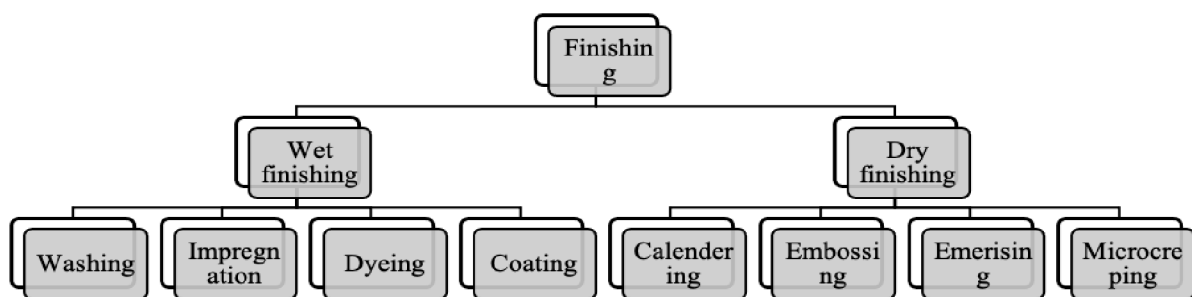 Finishin
g
Wet
finishing
Dry
finishing
Washing
Impregn
ation
Dyeing
Coating
Calender
ing
Embossi
ng
Emerisin
g
Microcre
ping